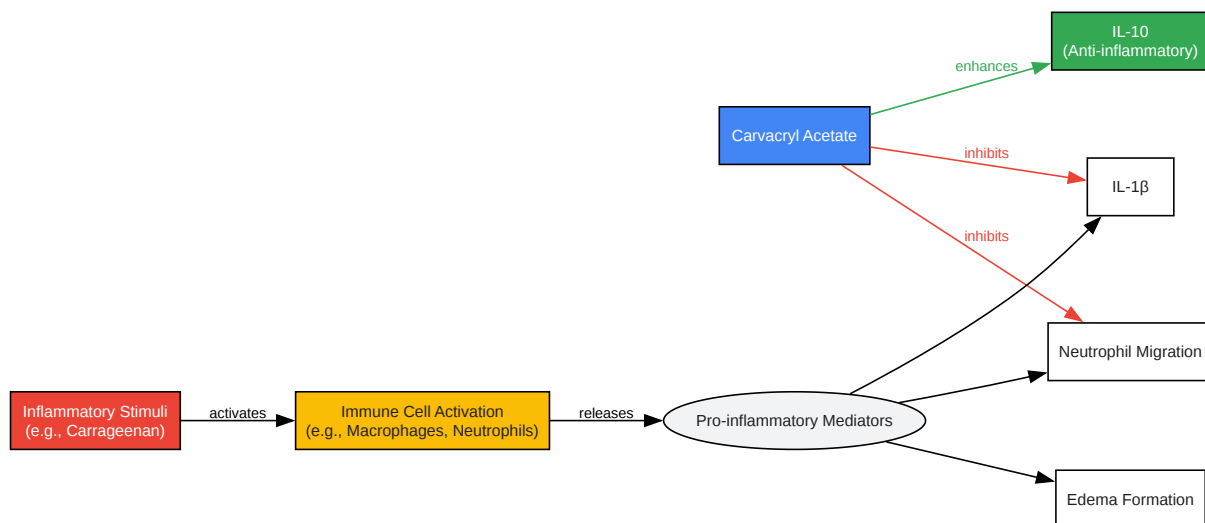 IL-10
(Anti-inflammatory)
enhances
Carvacryl Acetate
inhibits
IL-1β
inhibits
Neutrophil Migration
Inflammatory Stimuli
(e.g., Carrageenan)
activates
Immune Cell Activation
(e.g., Macrophages, Neutrophils)
releases
Pro-inflammatory Mediators
Edema Formation